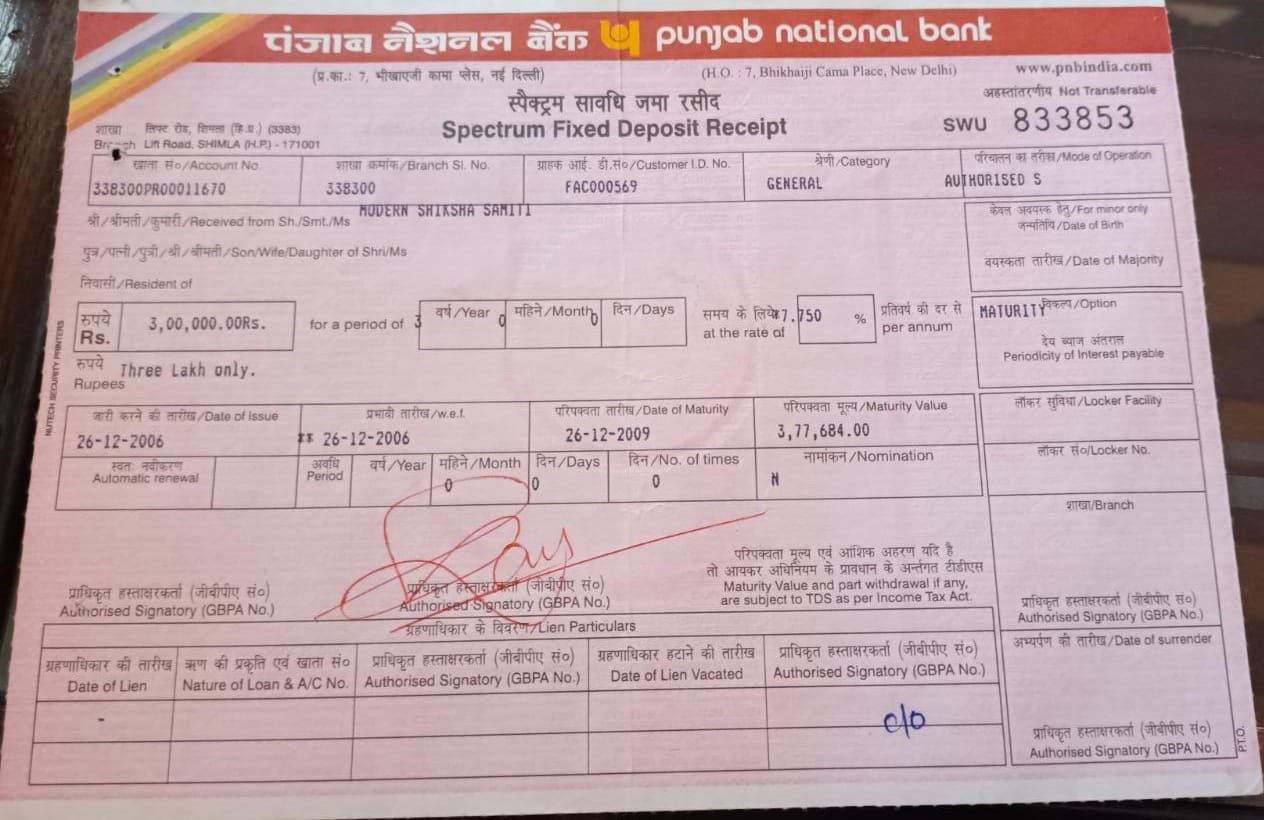 पंजाब नैशनल बैंक punjab national bank
(प्र.का.: 7, भीखाएजी कामा प्लेस, नई दिल्ली) (H.O. : 7, Bhikhaiji Cama Place, New Delhi) www.pnbindia.com
स्पैक्ट्रम सावधि जमा रसीद अहस्तांतरणीय Not Transferable
शाखा लिफ्ट रोड, शिमला (हि.प्र.) (3383)
Branch Lift Road, SHIMLA (H.P.) - 171001
Spectrum Fixed Deposit Receipt SWU 833853
खाता सं०/Account No. शाखा कमांक/Branch Sl. No. ग्राहक आई. डी.सं०/Customer I.D. No. श्रेणी/Category परिचालन का तरीका/Mode of Operation
338300PR00011670 338300 FAC000569 GENERAL AUTHORISED S
श्री/श्रीमती/कुमारी/Received from Sh./Smt./Ms MODERN SHIKSHA SAMITI
केवल अवयस्क हेतु/For minor only
जन्मतिथि/Date of Birth
पुत्र/पत्नी/पुत्री/श्री/श्रीमती/Son/Wife/Daughter of Shri/Ms
वयस्कता तारीख/Date of Majority
निवासी/Resident of
रुपये Rs. 3,00,000.00Rs. for a period of 3 वर्ष/Year 0 महिने/Month 0 दिन/Days समय के लिये at the rate of *7.750 % प्रतिवर्ष की दर से per annum
MATURITY विकल्प/Option
देय ब्याज अंतराल
Periodicity of Interest payable
रुपये Three Lakh only.
Rupees
जारी करने की तारीख/Date of Issue प्रभावी तारीख/w.e.f. परिपक्वता तारीख/Date of Maturity परिपक्वता मूल्य/Maturity Value लॉकर सुविधा/Locker Facility
26-12-2006 ** 26-12-2006 26-12-2009 3,77,684.00
स्वतः नवीकरण Automatic renewal अवधि Period वर्ष/Year महिने/Month दिन/Days दिन/No. of times नामांकन/Nomination लॉकर सं०/Locker No.
0 0 0 N
शाखा/Branch
परिपक्वता मूल्य एवं आंशिक अहरण यदि है
तो आयकर अधिनियम के प्रावधान के अर्न्तगत टीडीएस
Maturity Value and part withdrawal if any,
are subject to TDS as per Income Tax Act.
प्राधिकृत हस्ताक्षरकर्ता (जीबीपीए सं०) प्राधिकृत हस्ताक्षरकर्ता (जीबीपीए सं०) प्राधिकृत हस्ताक्षरकर्ता (जीबीपीए सं०)
Authorised Signatory (GBPA No.) Authorised Signatory (GBPA No.) Authorised Signatory (GBPA No.)
ग्रहणाधिकार के विवरण/Lien Particulars
अभ्यर्पण की तारीख/Date of surrender
ग्रहणाधिकार की तारीख ऋण की प्रकृति एवं खाता सं० प्राधिकृत हस्ताक्षरकर्ता (जीबीपीए सं०) ग्रहणाधिकार हटाने की तारीख प्राधिकृत हस्ताक्षरकर्ता (जीबीपीए सं०)
Date of Lien Nature of Loan & A/C No. Authorised Signatory (GBPA No.) Date of Lien Vacated Authorised Signatory (GBPA No.)
- c/o
प्राधिकृत हस्ताक्षरकर्ता (जीबीपीए सं०)
Authorised Signatory (GBPA No.)
P.T.O.
NUTECH SECURITY PRINTERS